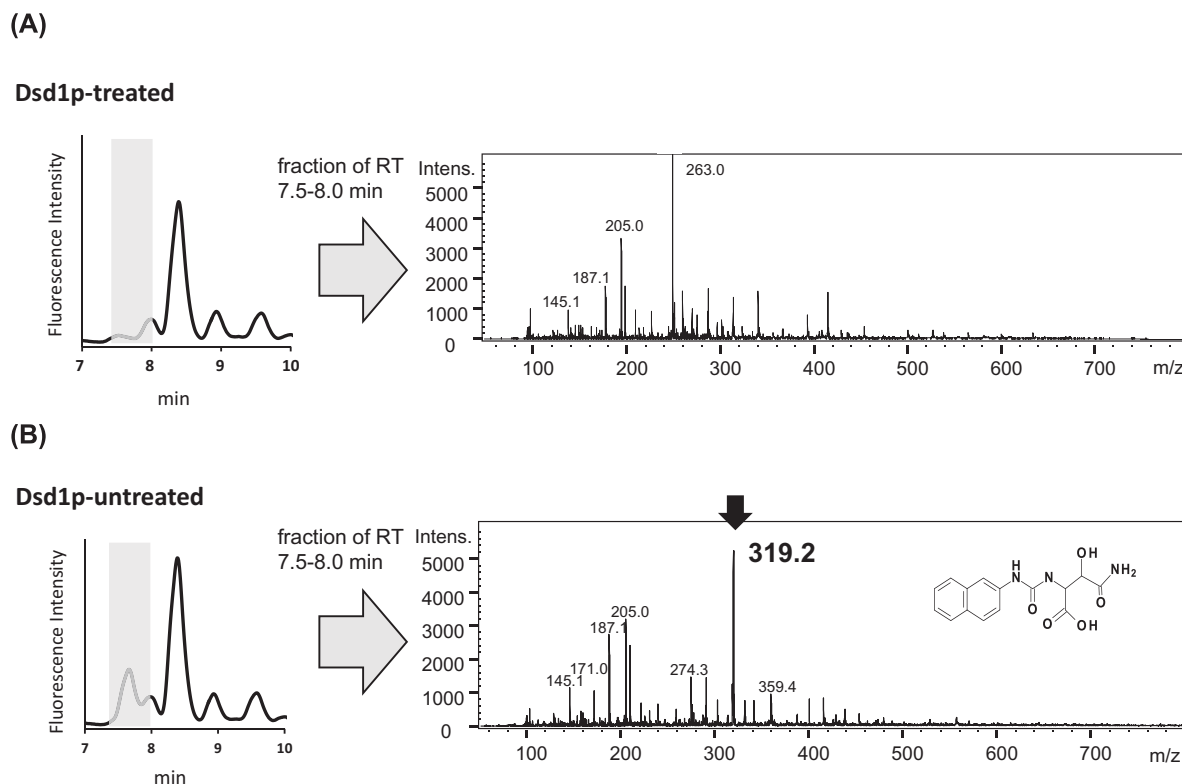 (A)
Dsd1p-treated
Fluorescence Intensity
7 8 9 10
min
fraction of RT
7.5-8.0 min
Intens.
5000
4000
3000
2000
1000
0
263.0
205.0
187.1
145.1
100 200 300 400 500 600 700 m/z
(B)
Dsd1p-untreated
Fluorescence Intensity
7 8 9 10
min
fraction of RT
7.5-8.0 min
Intens.
5000
4000
3000
2000
1000
0
319.2
205.0
187.1
171.0
145.1
274.3
359.4
H
N
O
N
OH
NH2
O
O
OH
100 200 300 400 500 600 700 m/z